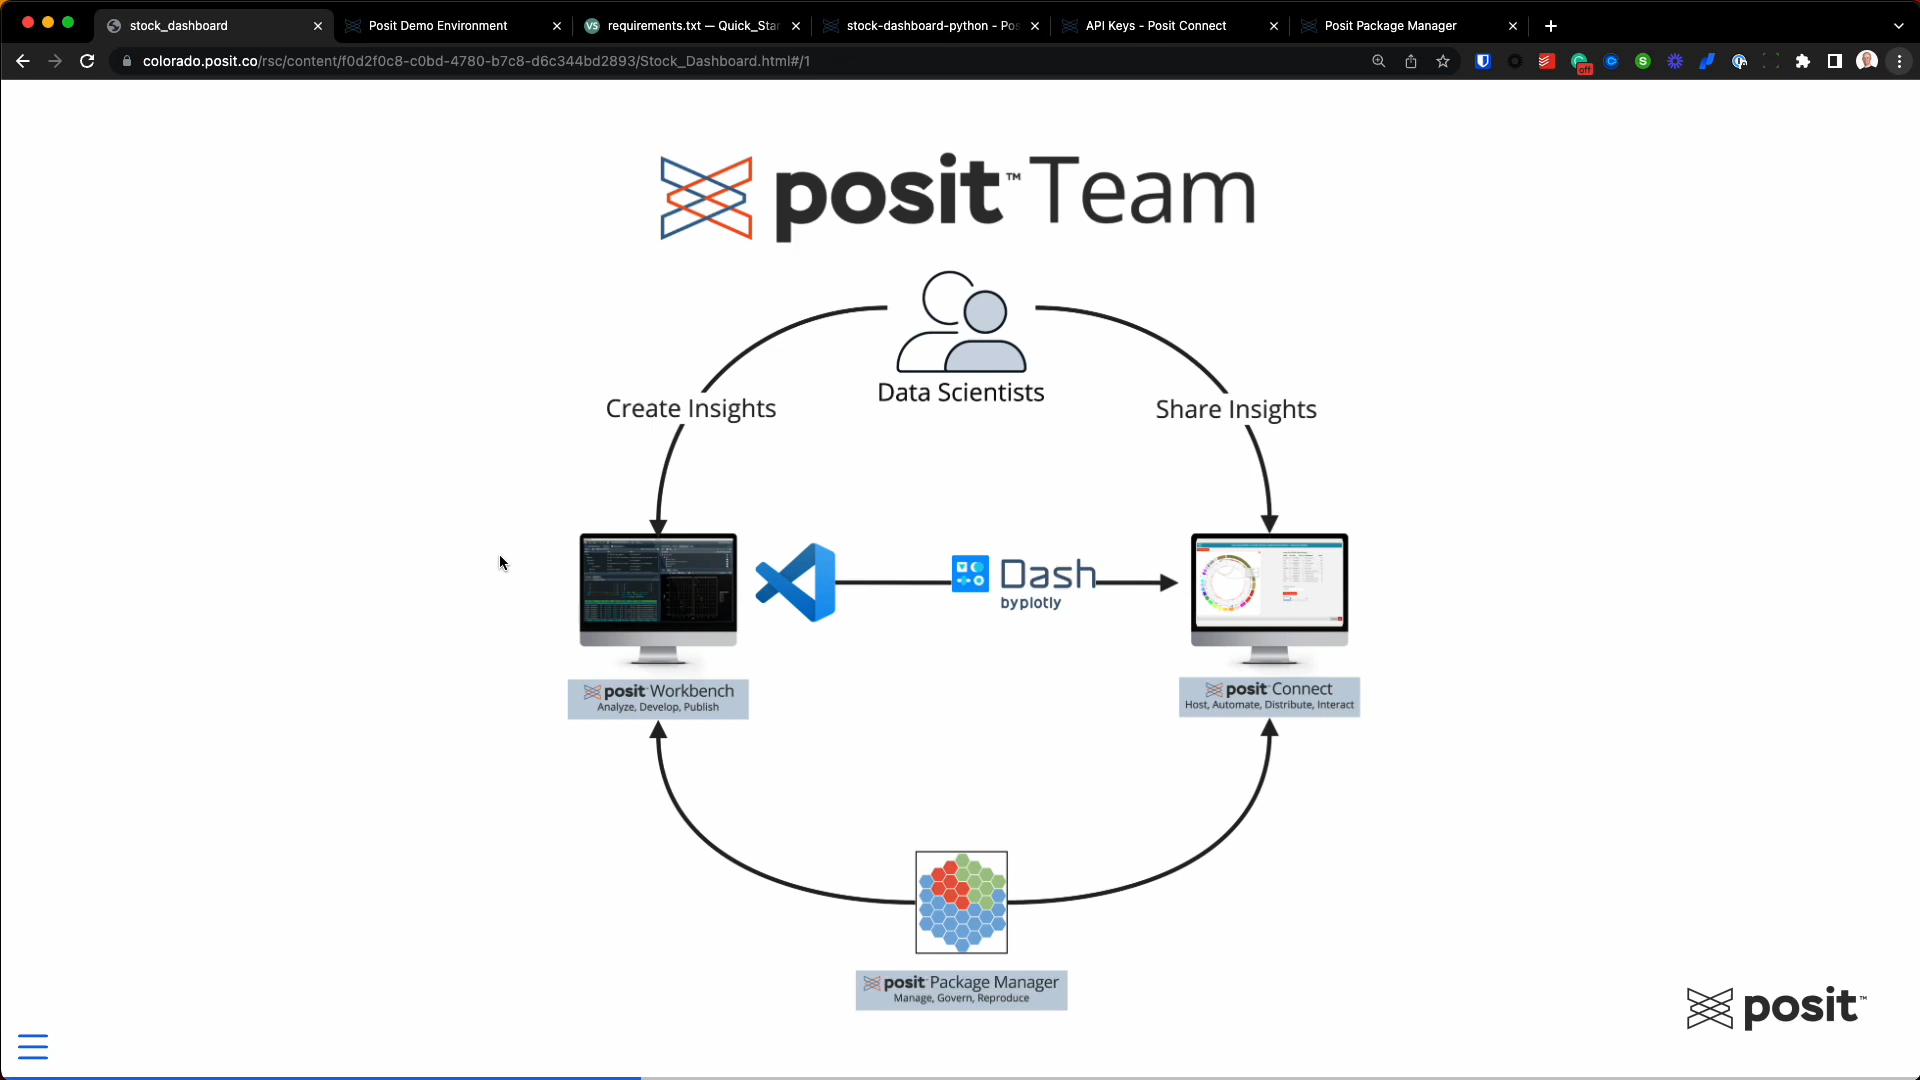 stock_dashboard
Posit Demo Environment
requirements.txt — Quick_Star
stock-dashboard-python - Pos
API Keys - Posit Connect
Posit Package Manager
colorado.posit.co/rsc/content/f0d2f0c8-c0bd-4780-b7c8-d6c344bd2893/Stock_Dashboard.html#/1
posit™ Team
Data Scientists
Create Insights
Share Insights
Dash
byplotly
posit Workbench
Analyze, Develop, Publish
posit Connect
Host, Automate, Distribute, Interact
posit Package Manager
Manage, Govern, Reproduce
posit™